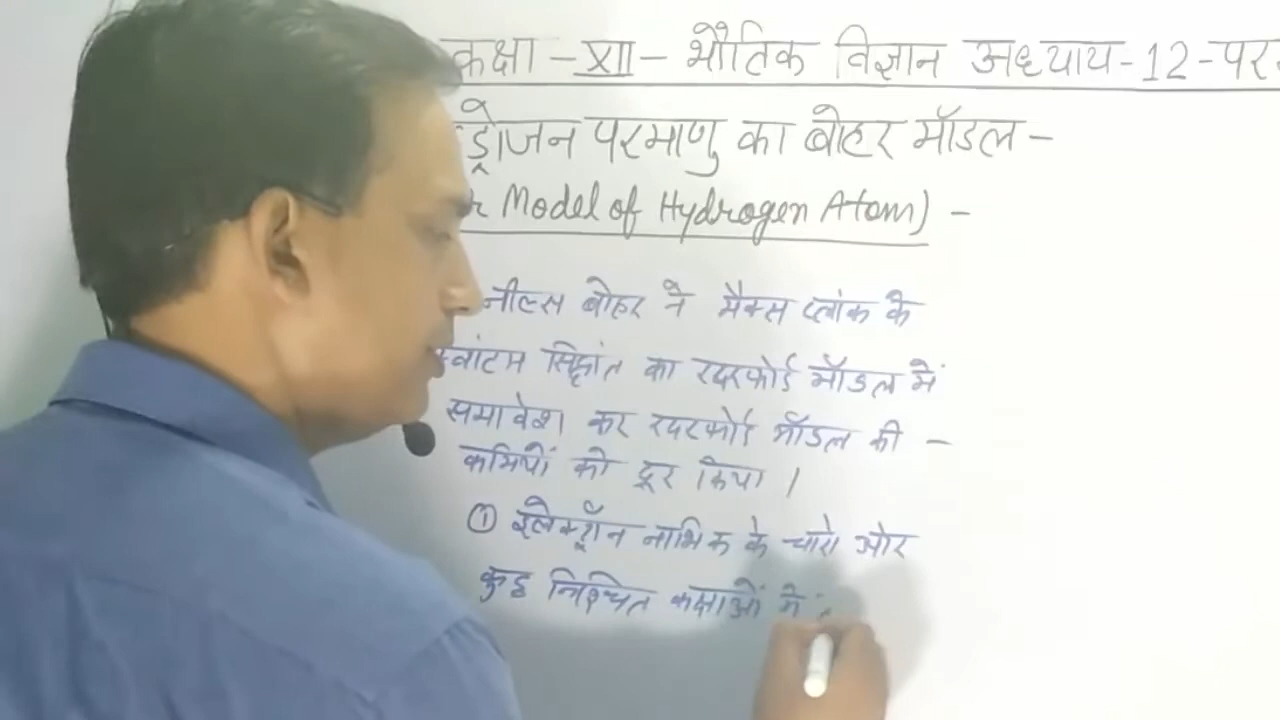 कक्षा - XII - भौतिक विज्ञान अध्याय - 12 - पर
ड्रोजन परमाणु का बोहर मॉडल -
r Model of Hydrogen Atom) -
नील्स बोहर ने मैक्स प्लांक के
क्वांटम सिद्धांत का रदरफोर्ड मॉडल में
समावेश कर रदरफोर्ड मॉडल की -
कमियों को दूर किया ।
① इलेक्ट्रॉन नाभिक के चारो ओर
कुछ निश्चित कक्षाओं में